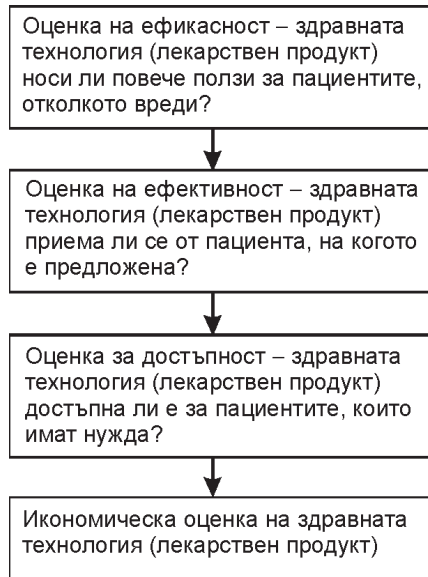 Оценка на ефикасност – здравната
технология (лекарствен продукт)
носи ли повече ползи за пациентите,
отколкото вреди?
Оценка на ефективност – здравната
технология (лекарствен продукт)
приема ли се от пациента, на когото
е предложена?
Оценка за достъпност – здравната
технология (лекарствен продукт)
достъпна ли е за пациентите, които
имат нужда?
Икономическа оценка на здравната
технология (лекарствен продукт)